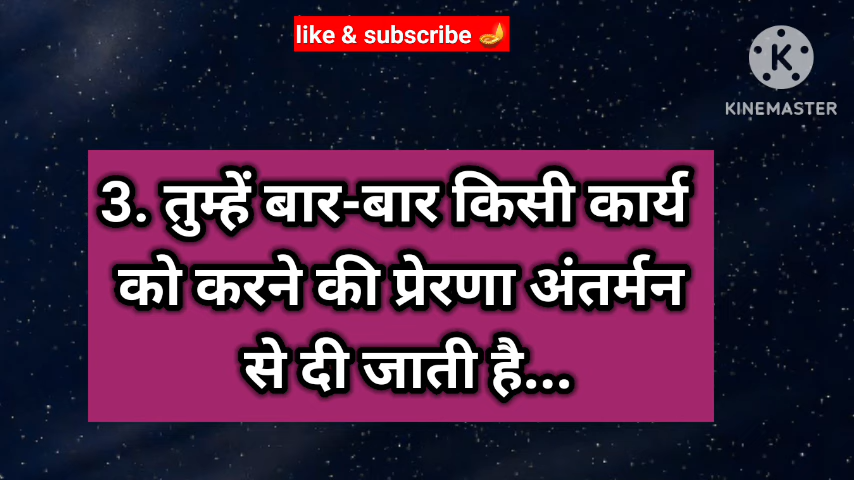 like & subscribe 🪔
KINEMASTER
3. तुम्हें बार-बार किसी कार्य
को करने की प्रेरणा अंतर्मन
से दी जाती है...